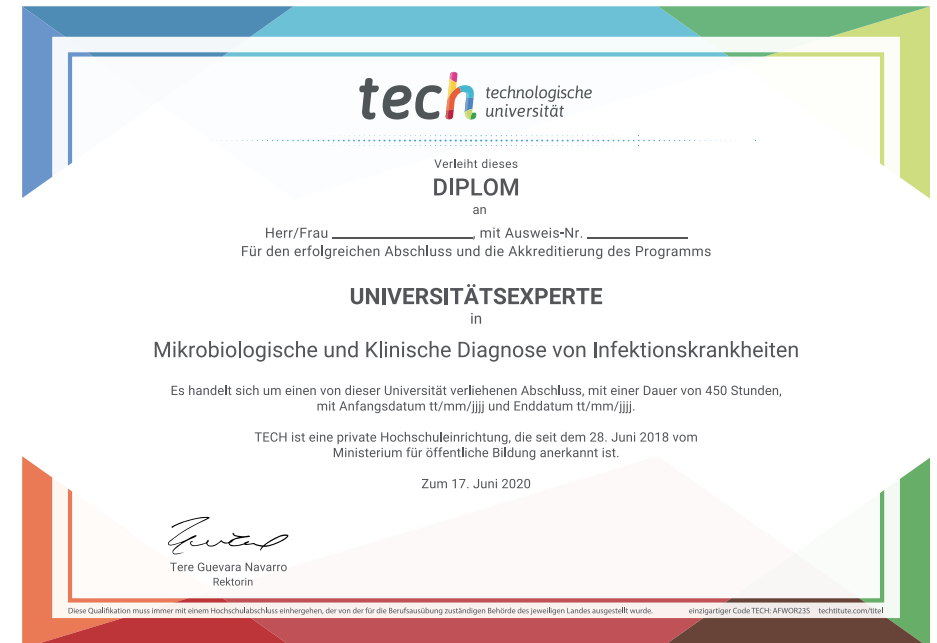 tech technologische
universität
Verleiht dieses
DIPLOM
an
Herr/Frau ____________________, mit Ausweis-Nr. ______________
Für den erfolgreichen Abschluss und die Akkreditierung des Programms
UNIVERSITÄTSEXPERTE
in
Mikrobiologische und Klinische Diagnose von Infektionskrankheiten
Es handelt sich um einen von dieser Universität verliehenen Abschluss, mit einer Dauer von 450 Stunden,
mit Anfangsdatum tt/mm/jjjj und Enddatum tt/mm/jjjj.
TECH ist eine private Hochschuleinrichtung, die seit dem 28. Juni 2018 vom
Ministerium für öffentliche Bildung anerkannt ist.
Zum 17. Juni 2020
Tere Guevara Navarro
Rektorin
Diese Qualifikation muss immer mit einem Hochschulabschluss einhergehen, der von der für die Berufsausübung zuständigen Behörde des jeweiligen Landes ausgestellt wurde. einzigartiger Code TECH: AFWOR23S techtitute.com/titel